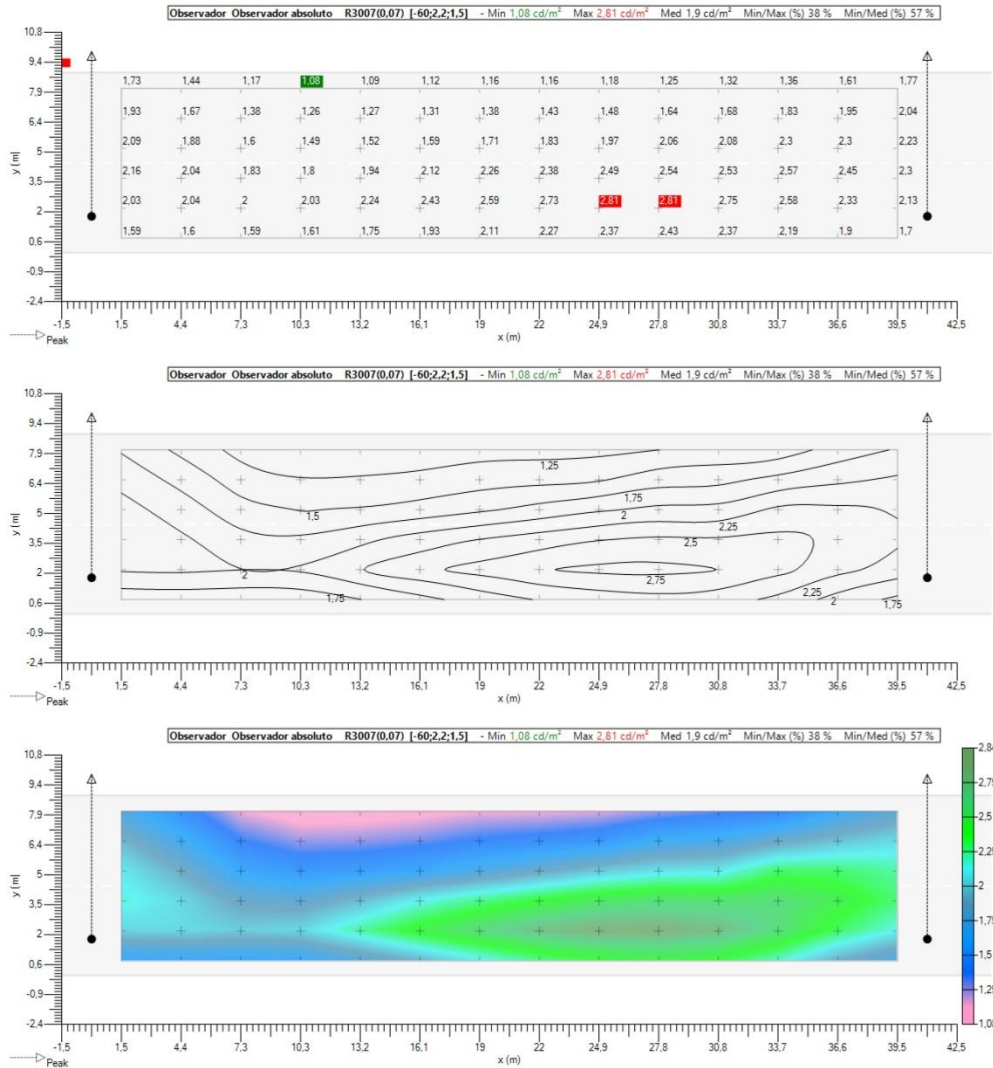 Observador Observador absoluto R3007(0,07) [-60;2,2;1,5] - Min 1,08 cd/m² Max 2,81 cd/m² Med 1,9 cd/m² Min/Max (%) 38 % Min/Med (%) 57 %
10.8
9.4
1,73 1,44 1,17 1,08 1,09 1,12 1,16 1,16 1,18 1,25 1,32 1,36 1,61 1,77
7.9
1,93 1,67 1,38 1,26 1,27 1,31 1,38 1,43 1,48 1,64 1,68 1,83 1,95 2,04
6.4
2,09 1,88 1,6 1,49 1,52 1,59 1,71 1,83 1,97 2,06 2,08 2,3 2,3 2,23
5
y (m)
2,16 2,04 1,83 1,8 1,94 2,12 2,26 2,38 2,49 2,54 2,53 2,57 2,45 2,3
3.5
2,03 2,04 2 2,03 2,24 2,43 2,59 2,73 2,81 2,81 2,75 2,58 2,33 2,13
2
1,59 1,6 1,59 1,61 1,75 1,93 2,11 2,27 2,37 2,43 2,37 2,19 1,9 1,7
0.6
-0.9
-2.4
-1,5 1,5 4,4 7,3 10,3 13,2 16,1 19 22 24,9 27,8 30,8 33,7 36,6 39,5 42,5
Peak
x (m)
Observador Observador absoluto R3007(0,07) [-60;2,2;1,5] - Min 1,08 cd/m² Max 2,81 cd/m² Med 1,9 cd/m² Min/Max (%) 38 % Min/Med (%) 57 %
10.8
9.4
7.9
1,25
6.4
1,75
5
1,5 2
y (m)
2,25
3.5
2,5
2
2 2,75
1,75 2,25
0.6
2 1,75
-0.9
-2.4
-1,5 1,5 4,4 7,3 10,3 13,2 16,1 19 22 24,9 27,8 30,8 33,7 36,6 39,5 42,5
Peak
x (m)
Observador Observador absoluto R3007(0,07) [-60;2,2;1,5] - Min 1,08 cd/m² Max 2,81 cd/m² Med 1,9 cd/m² Min/Max (%) 38 % Min/Med (%) 57 %
10.8
9.4
7.9
6.4
5
y (m)
3.5
2
0.6
-0.9
-2.4
-1,5 1,5 4,4 7,3 10,3 13,2 16,1 19 22 24,9 27,8 30,8 33,7 36,6 39,5 42,5
Peak
x (m)
2,84
2,5
2,25
2
1,75
1,5
1,25
1,08